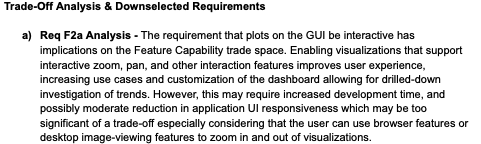 Trade-Off Analysis & Downselected Requirements
a) Req F2a Analysis - The requirement that plots on the GUI be interactive has
implications on the Feature Capability trade space. Enabling visualizations that support
interactive zoom, pan, and other interaction features improves user experience,
increasing use cases and customization of the dashboard allowing for drilled-down
investigation of trends. However, this may require increased development time, and
possibly moderate reduction in application UI responsiveness which may be too
significant of a trade-off especially considering that the user can use browser features or
desktop image-viewing features to zoom in and out of visualizations.